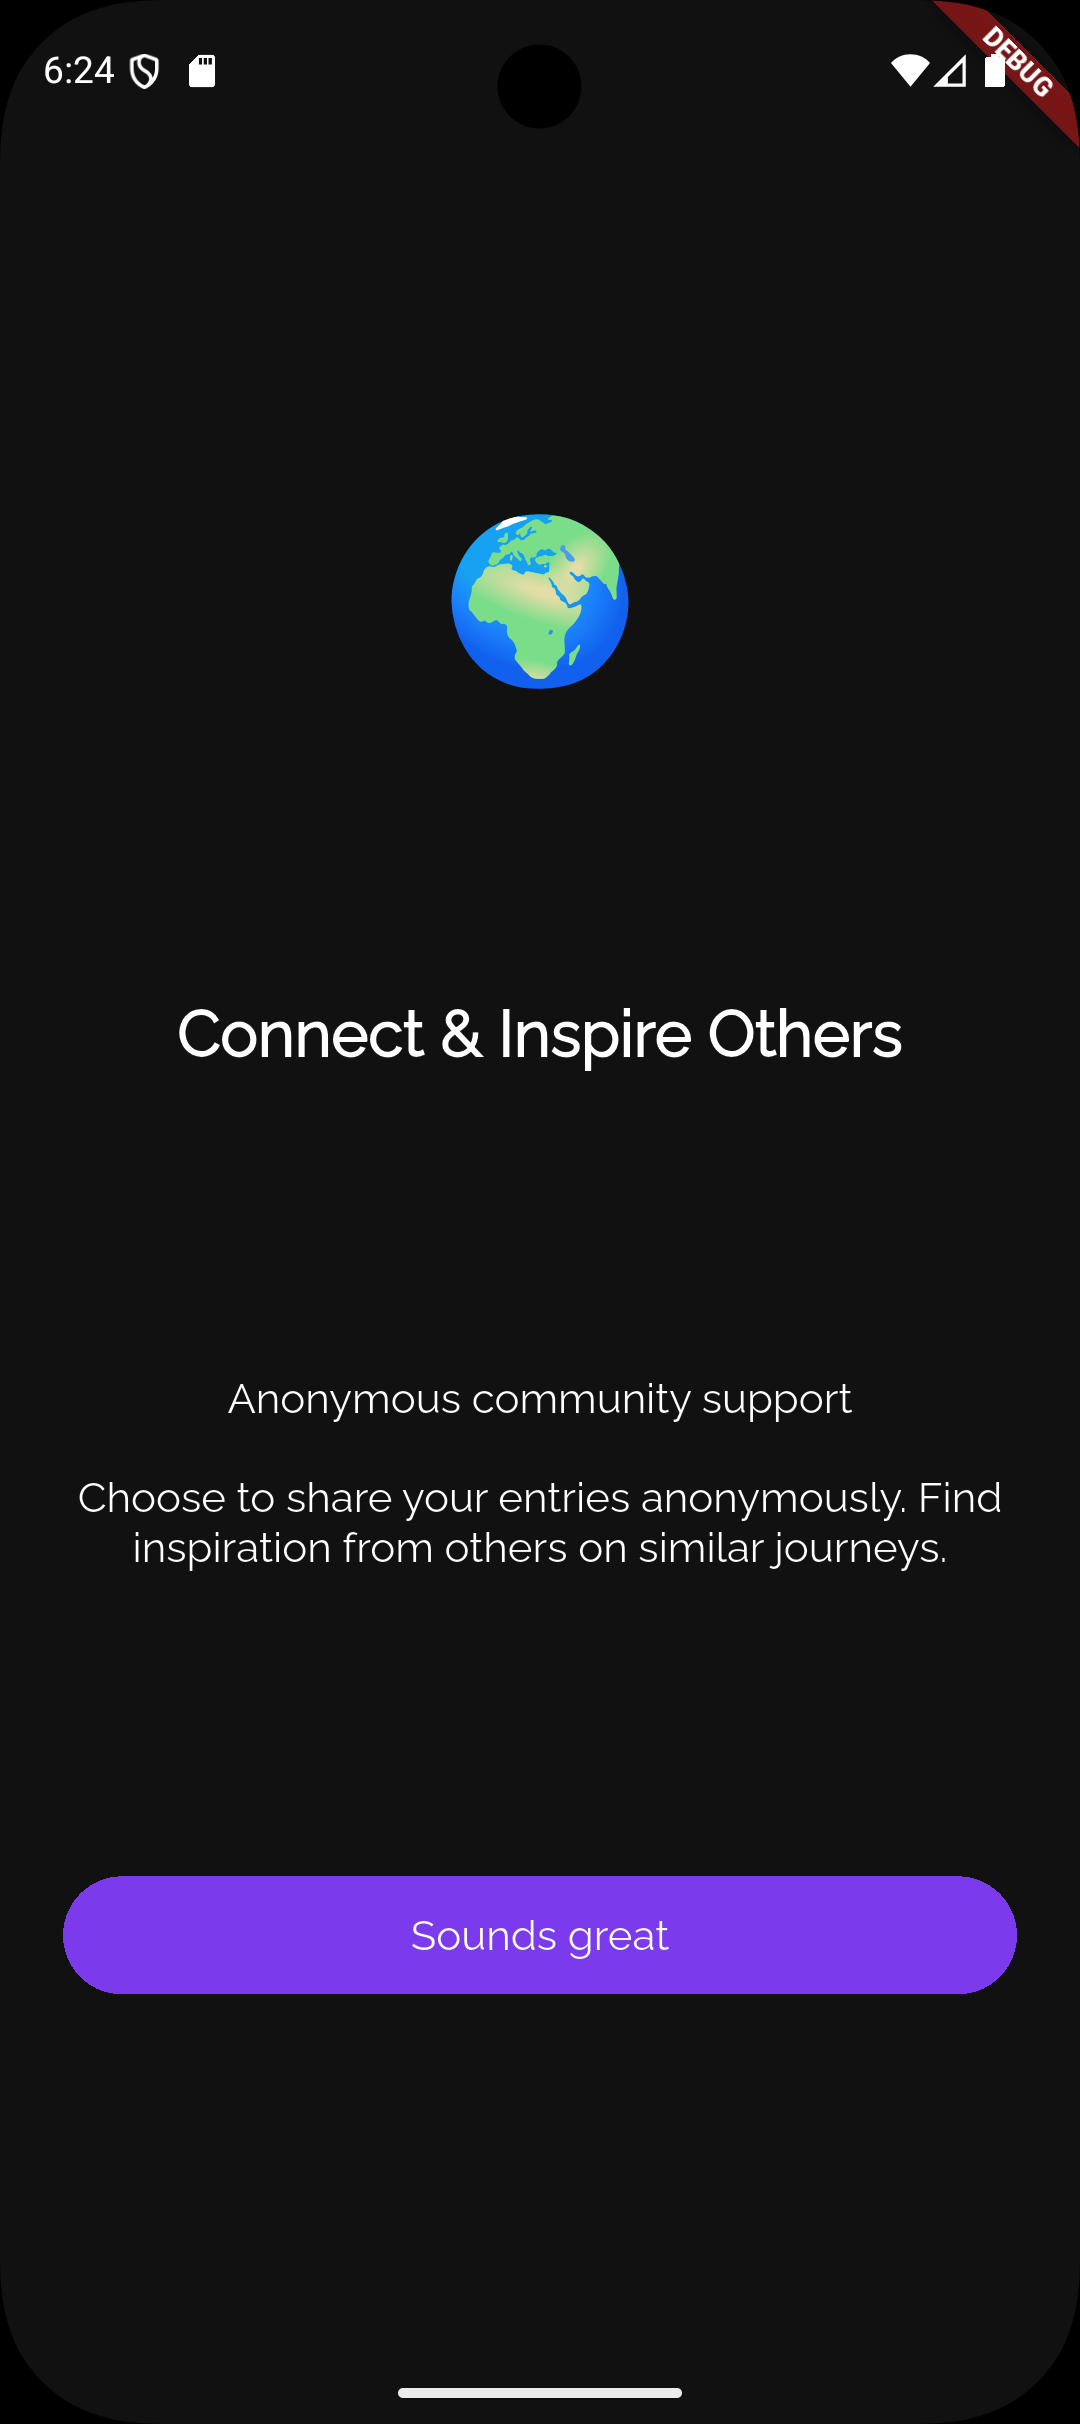 6:24
DEBUG
Connect & Inspire Others
Anonymous community support
Choose to share your entries anonymously. Find
inspiration from others on similar journeys.
Sounds great